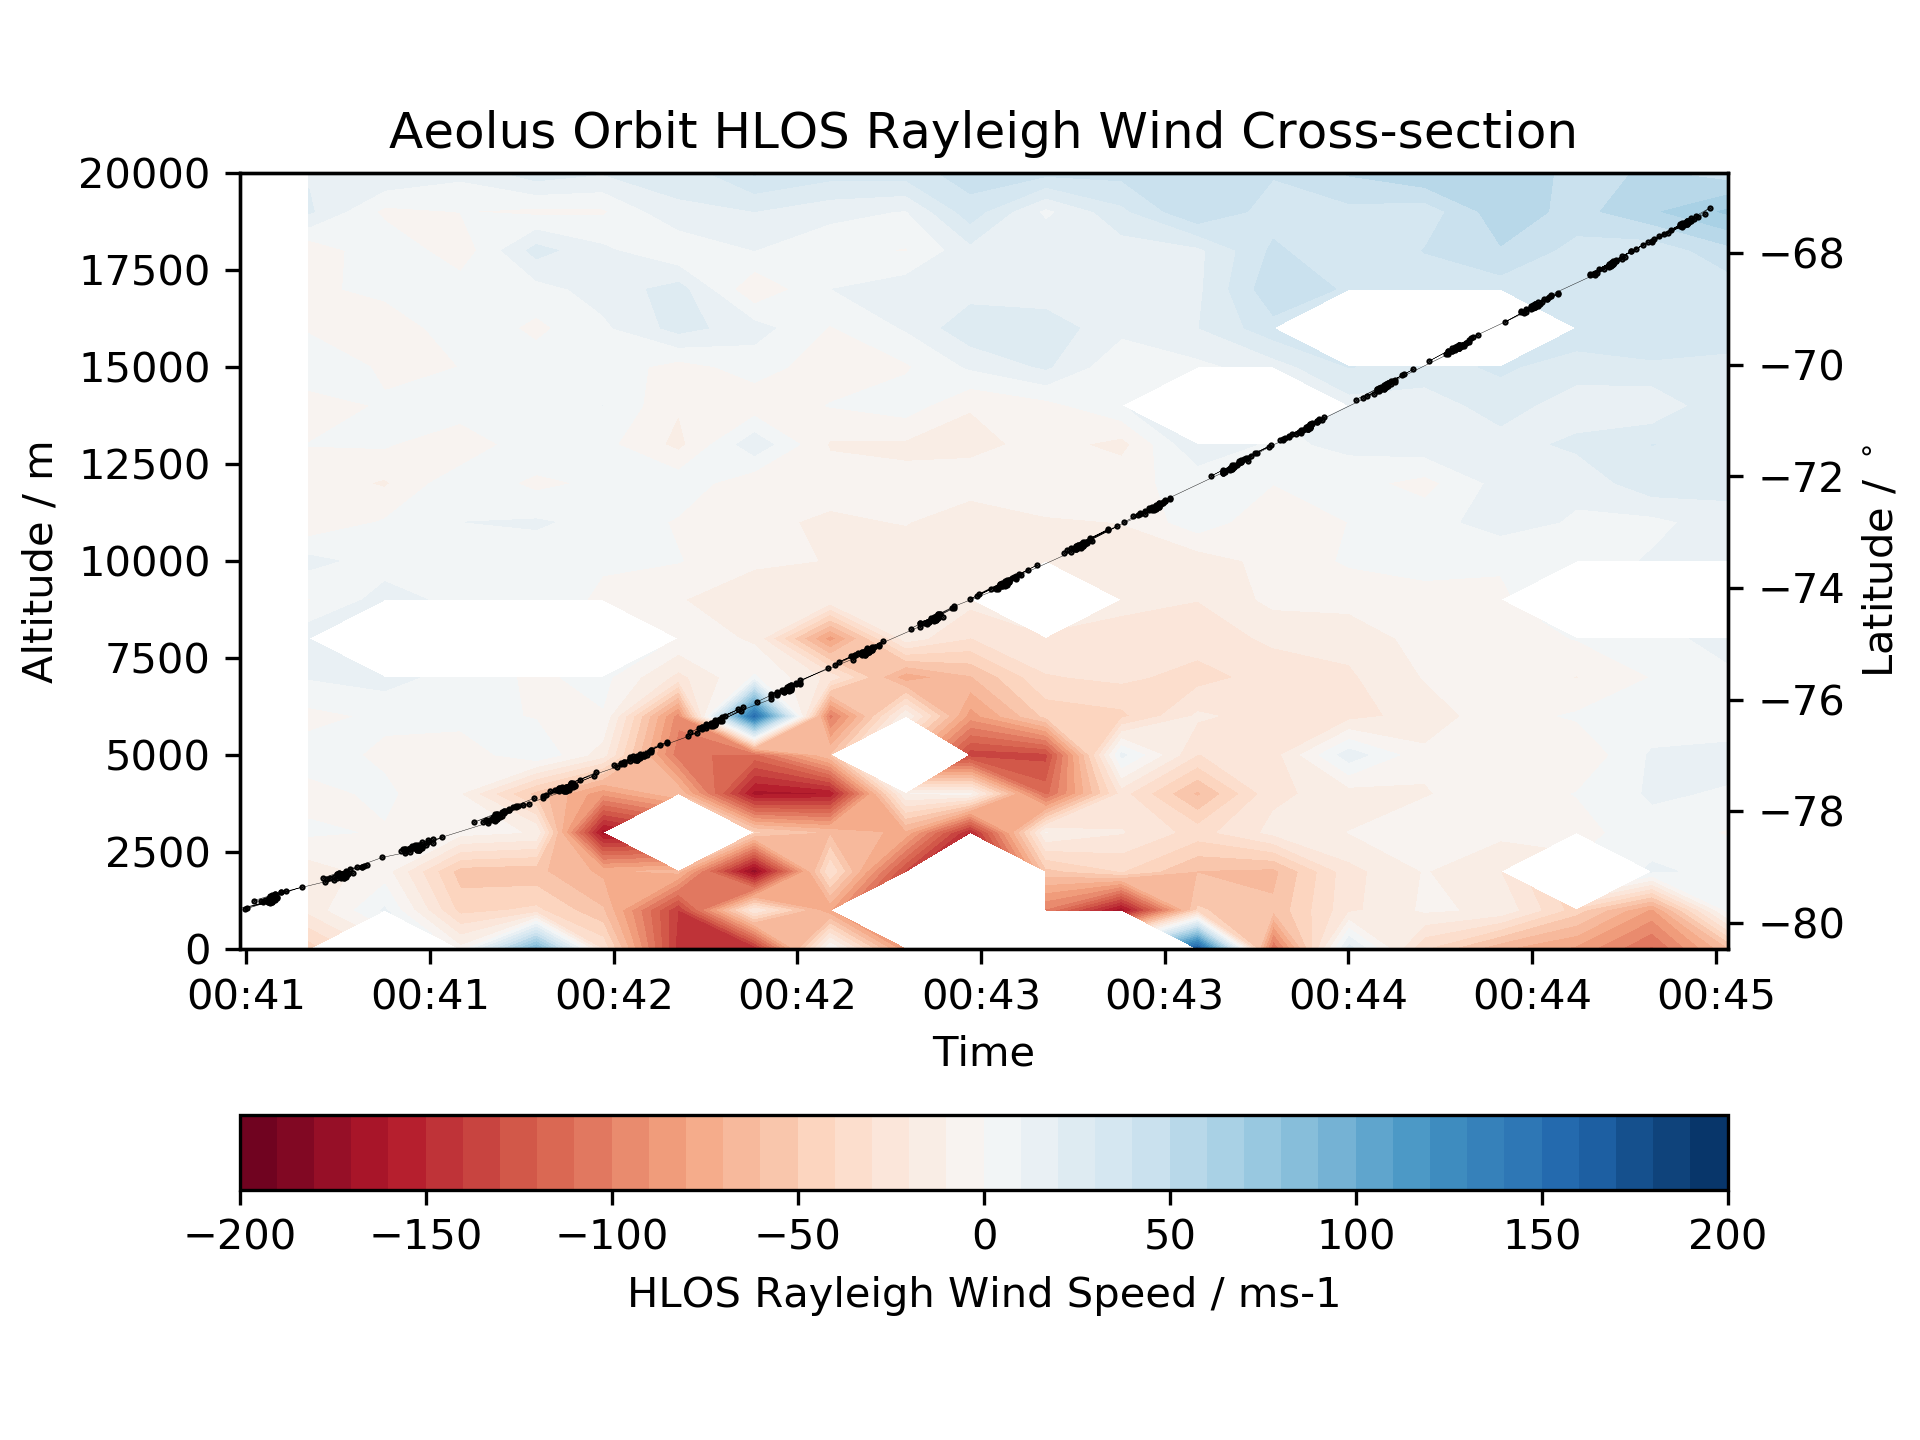 Aeolus Orbit HLOS Rayleigh Wind Cross-section
20000
17500
15000
12500
10000
7500
5000
2500
0
Altitude / m
−68
−70
−72
−74
−76
−78
−80
Latitude / °
00:41 00:41 00:42 00:42 00:43 00:43 00:44 00:44 00:45
Time
−200 −150 −100 −50 0 50 100 150 200
HLOS Rayleigh Wind Speed / ms-1